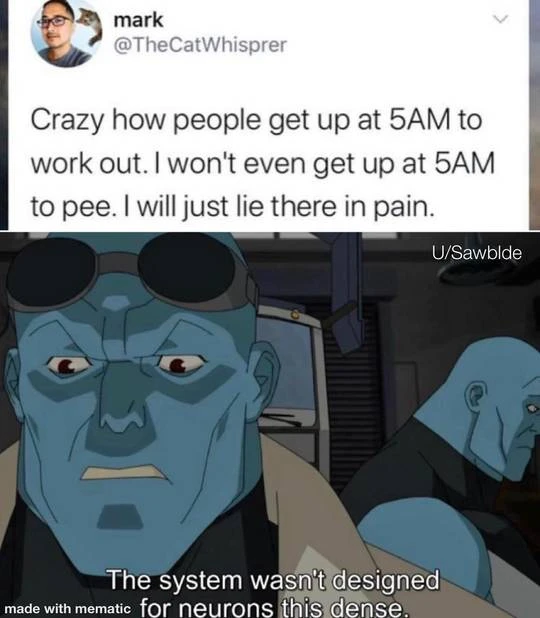 mark
@TheCatWhisprer
Crazy how people get up at 5AM to
work out. I won't even get up at 5AM
to pee. I will just lie there in pain.
U/Sawblde
The system wasn't designed
made with mematic for neurons this dense.